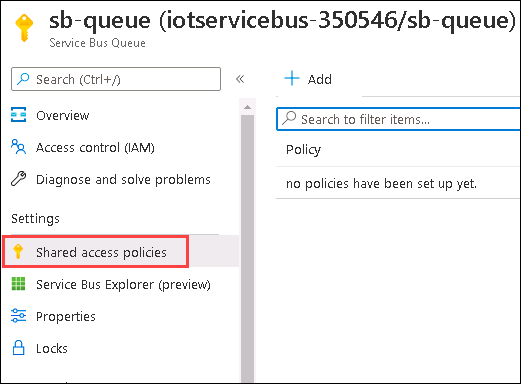 sb-queue (iotservicebus-350546/sb-queue)
Service Bus Queue
Search (Ctrl+/)
«
Overview
Access control (IAM)
Diagnose and solve problems
Settings
Shared access policies
Service Bus Explorer (preview)
Properties
Locks
+ Add
Search to filter items...
Policy
no policies have been set up yet.